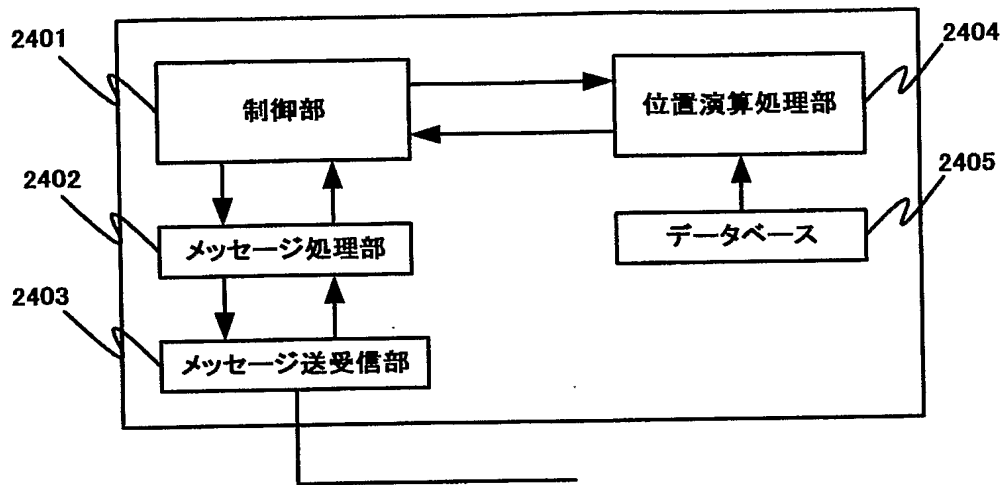 2401
制御部
位置演算処理部
2404
2402
メッセージ処理部
データベース
2405
2403
メッセージ送受信部